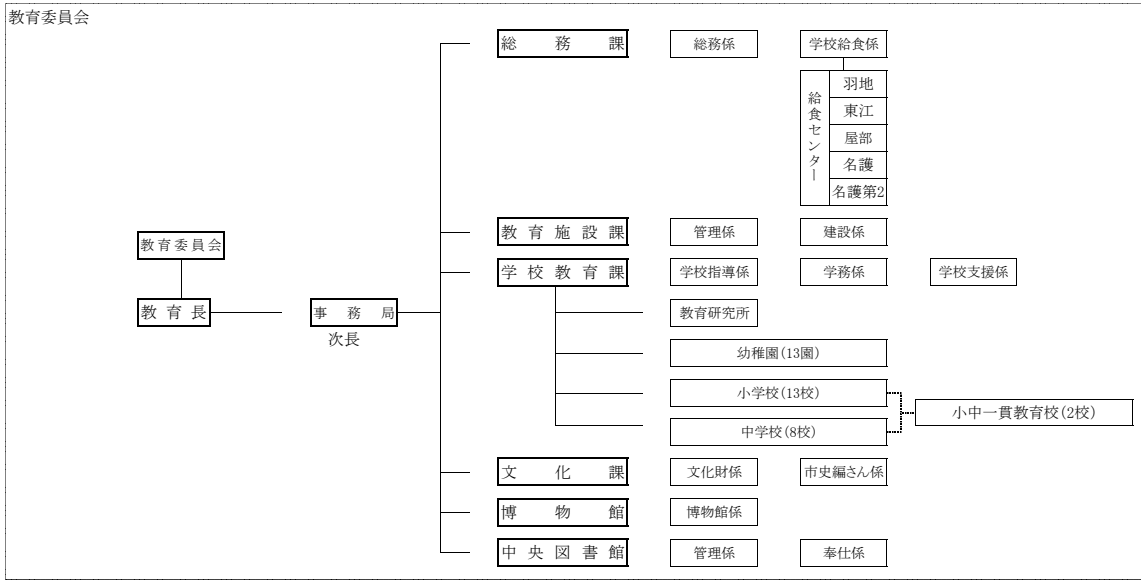 教育委員会
総務課 総務係 学校給食係
給食センター
羽地
東江
屋部
名護
名護第2
教育委員会
教育施設課 管理係 建設係
学校教育課 学校指導係 学務係 学校支援係
教育長 事務局 教育研究所
次長
幼稚園(13園)
小学校(13校)
小中一貫教育校(2校)
中学校(8校)
文化課 文化財係 市史編さん係
博物館 博物館係
中央図書館 管理係 奉仕係